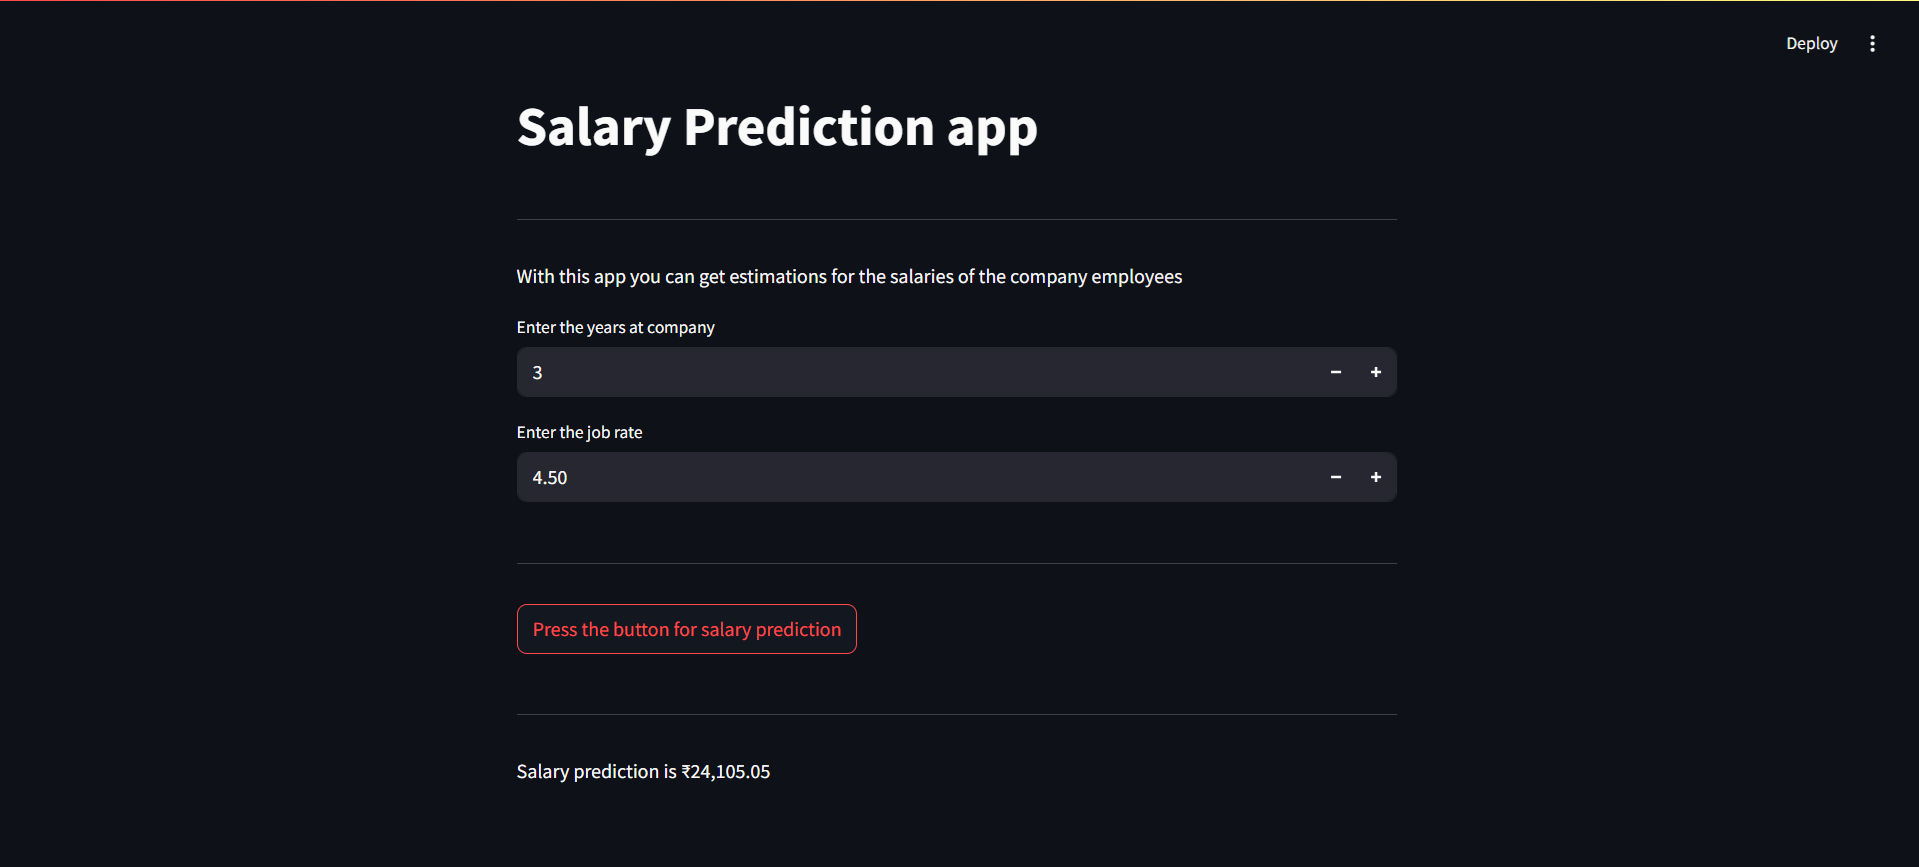 Deploy
Salary Prediction app
With this app you can get estimations for the salaries of the company employees
Enter the years at company
3
Enter the job rate
4.50
Press the button for salary prediction
Salary prediction is ₹24,105.05